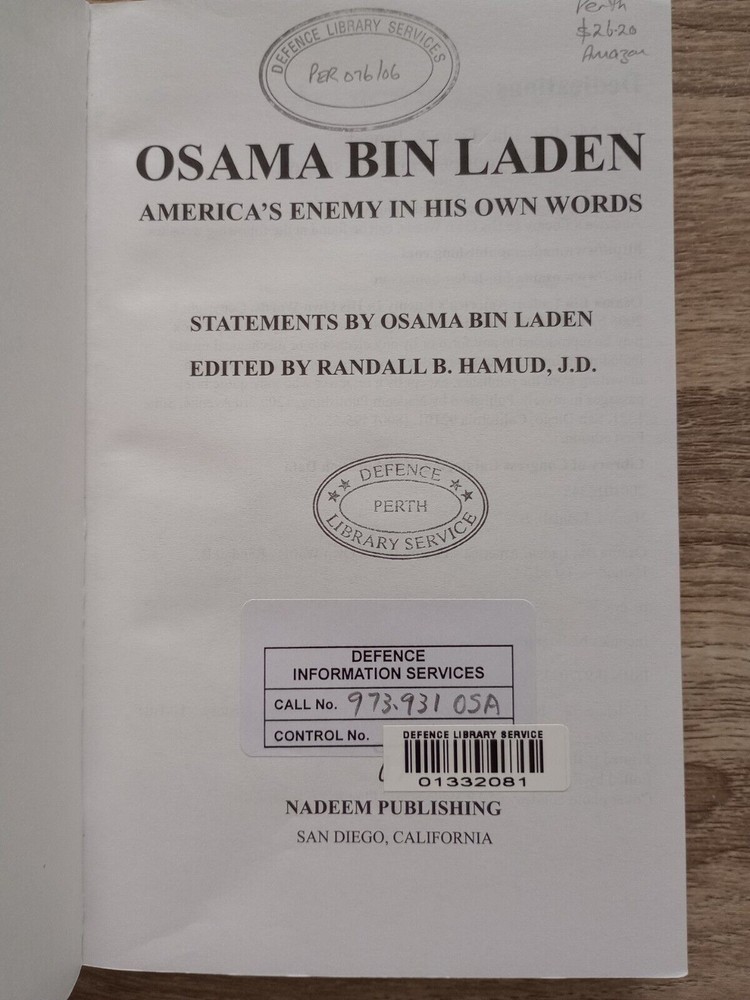 Perth
$26.20
Amazon
DEFENCE LIBRARY SERVICES
PER 076/06
OSAMA BIN LADEN
AMERICA'S ENEMY IN HIS OWN WORDS
STATEMENTS BY OSAMA BIN LADEN
EDITED BY RANDALL B. HAMUD, J.D.
DEFENCE
PERTH
LIBRARY SERVICE
DEFENCE
INFORMATION SERVICES
CALL No. 973.931 OSA
CONTROL No.
DEFENCE LIBRARY SERVICE
01332081
NADEEM PUBLISHING
SAN DIEGO, CALIFORNIA